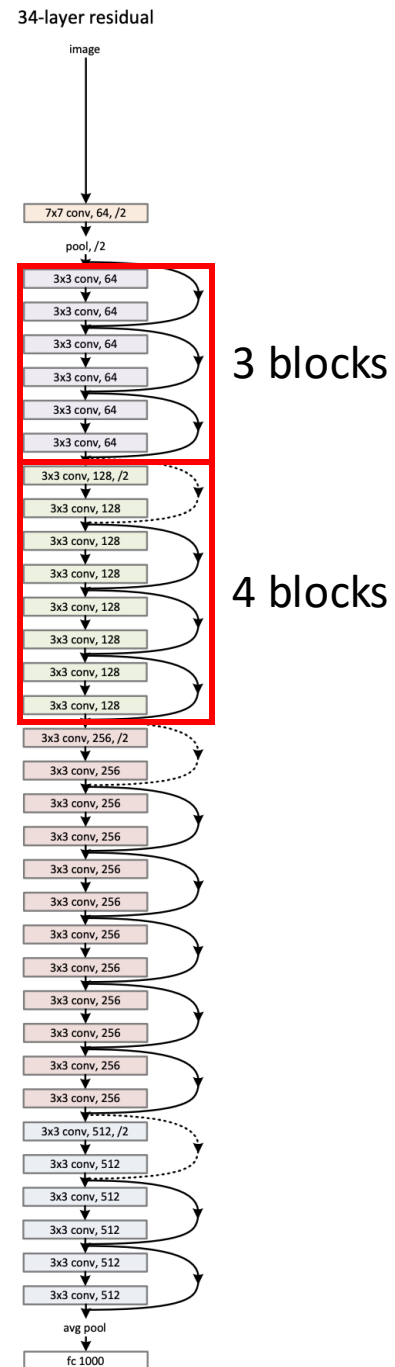 34-layer residual
image
7x7 conv, 64, /2
pool, /2
3x3 conv, 64
3x3 conv, 64
3x3 conv, 64
3 blocks
3x3 conv, 64
3x3 conv, 64
3x3 conv, 64
3x3 conv, 128, /2
3x3 conv, 128
3x3 conv, 128
3x3 conv, 128
4 blocks
3x3 conv, 128
3x3 conv, 128
3x3 conv, 128
3x3 conv, 128
3x3 conv, 256, /2
3x3 conv, 256
3x3 conv, 256
3x3 conv, 256
3x3 conv, 256
3x3 conv, 256
3x3 conv, 256
3x3 conv, 256
3x3 conv, 256
3x3 conv, 256
3x3 conv, 256
3x3 conv, 256
3x3 conv, 512, /2
3x3 conv, 512
3x3 conv, 512
3x3 conv, 512
3x3 conv, 512
3x3 conv, 512
avg pool
fc 1000